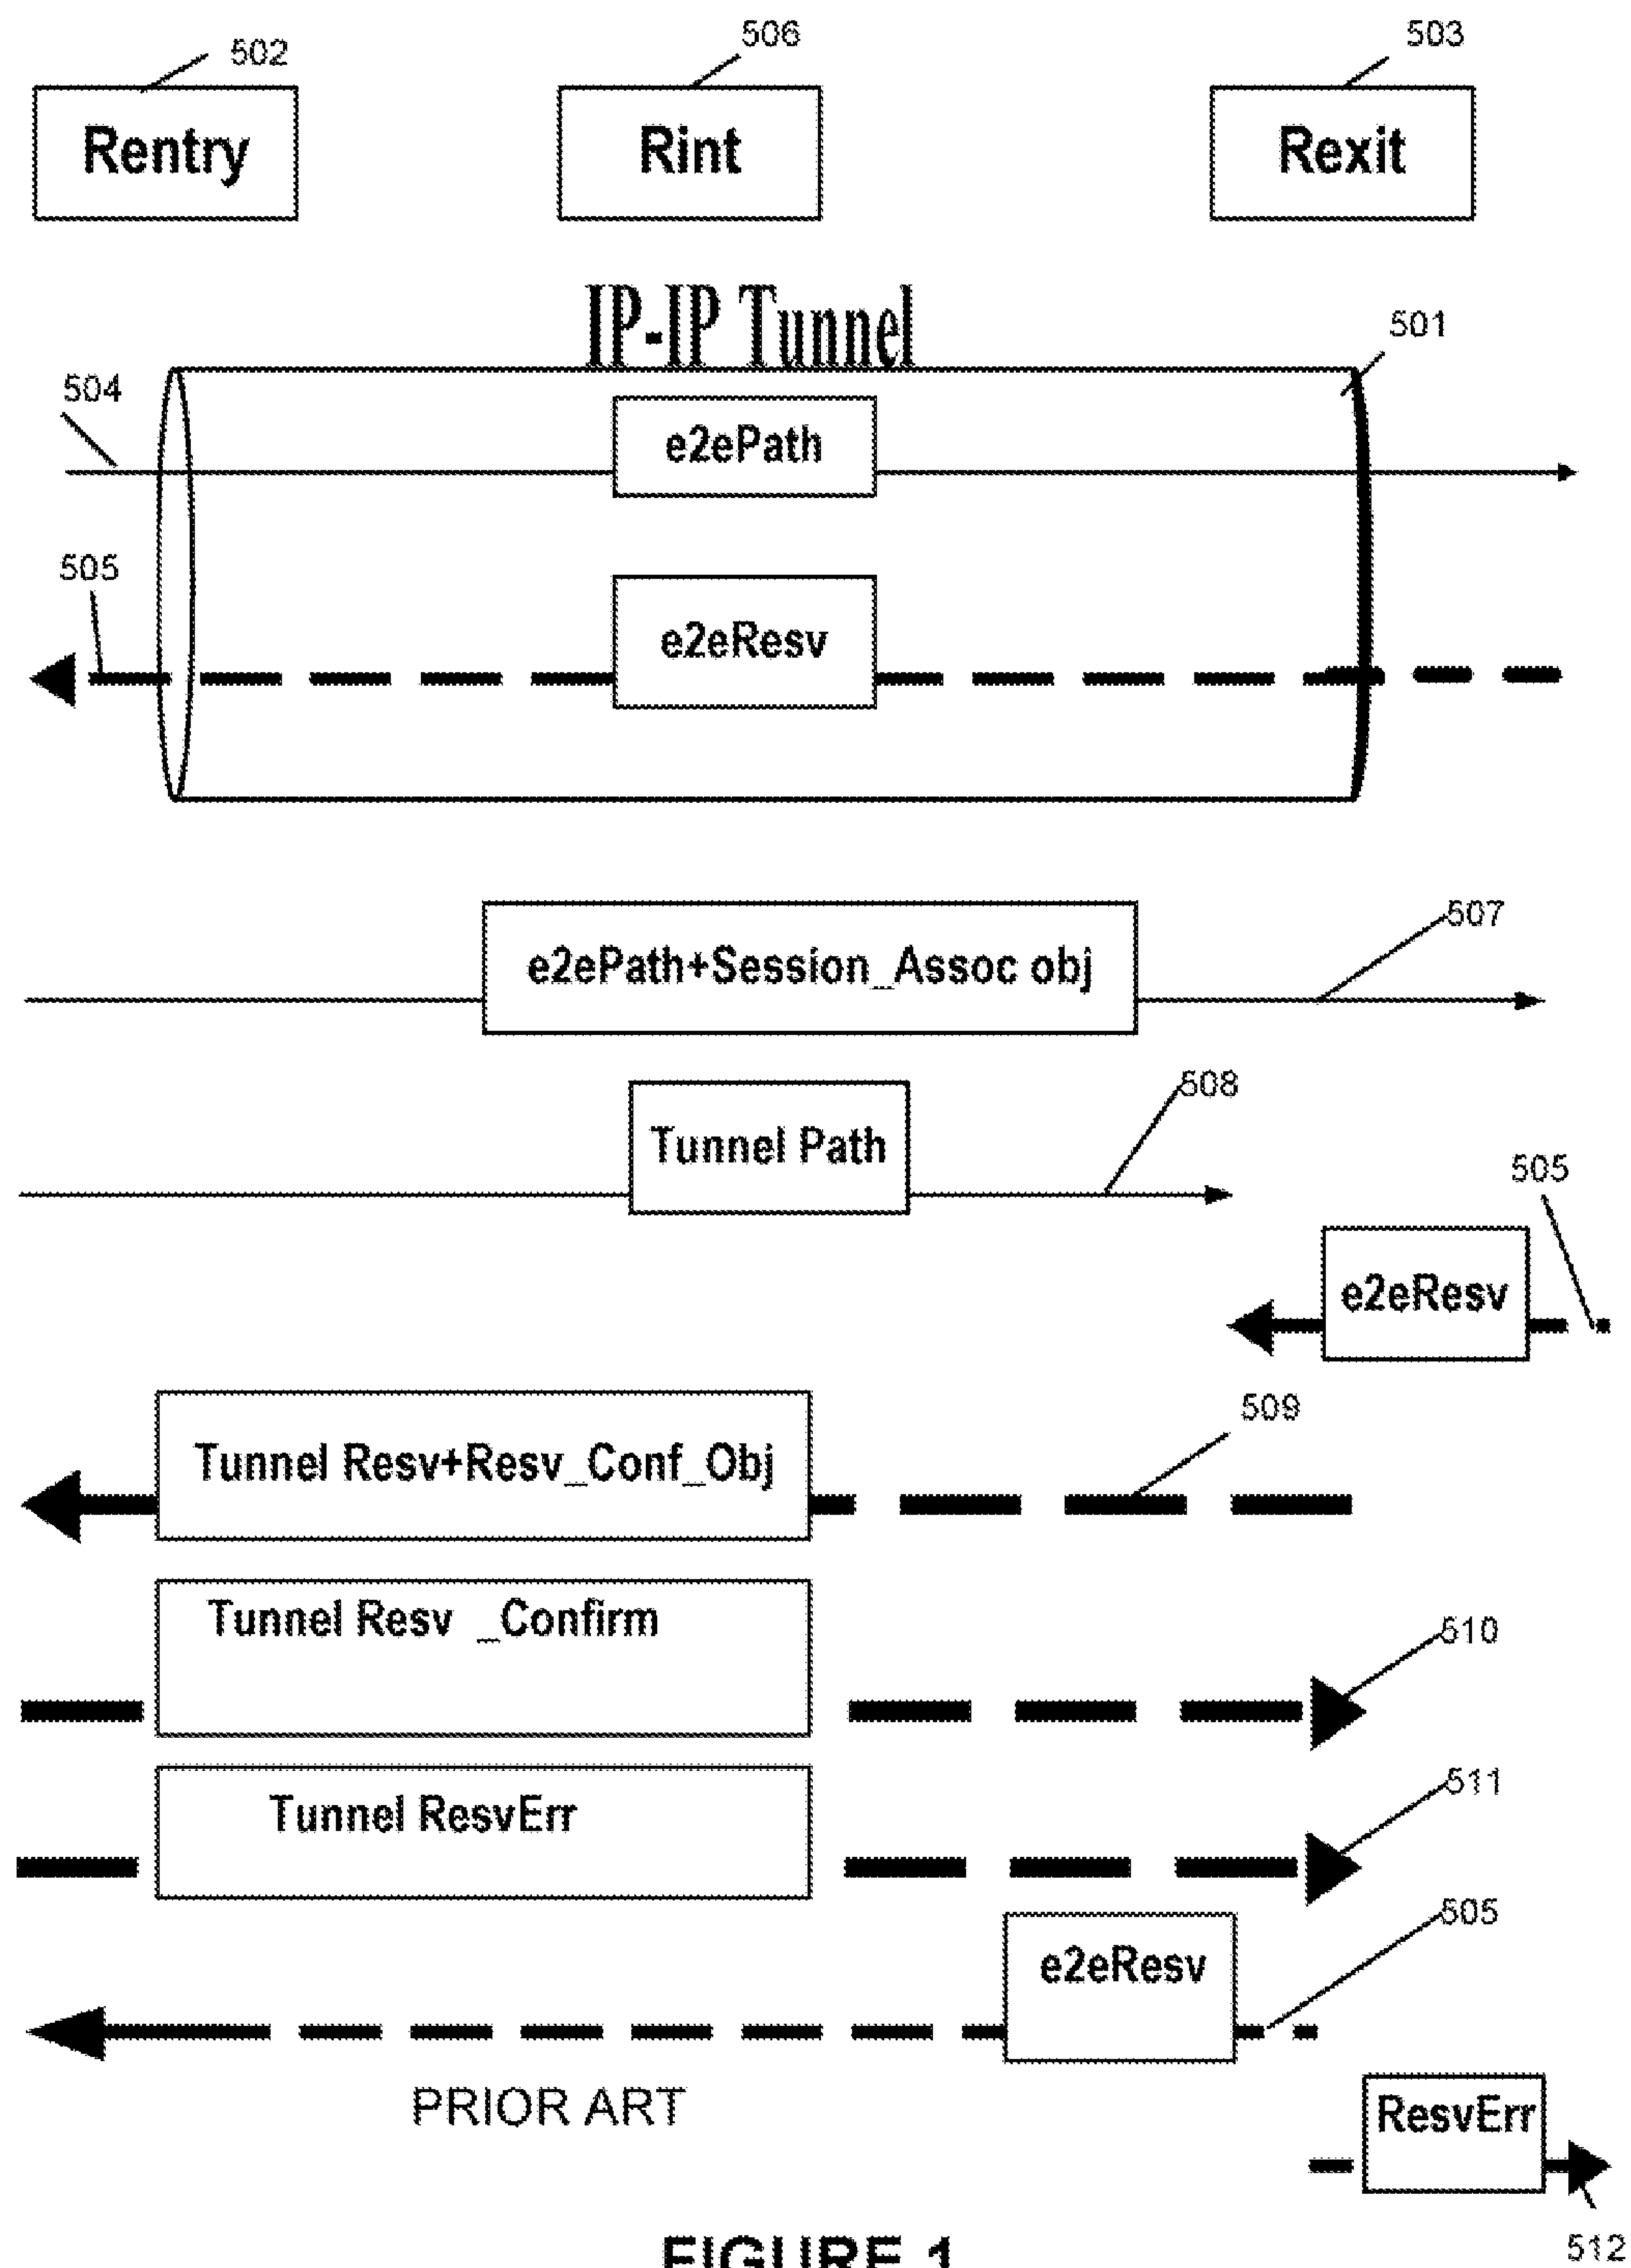 502
506
503
Rentry
Rint
Rexit
IP-IP Tunnel
501
504
e2ePath
505
e2eResv
507
e2ePath+Session_Assoc obj
508
Tunnel Path
505
e2eResv
509
Tunnel Resv+Resv_Conf_Obj
Tunnel Resv _Confirm
510
511
Tunnel ResvErr
505
e2eResv
PRIOR ART
ResvErr
512
FIGURE 1